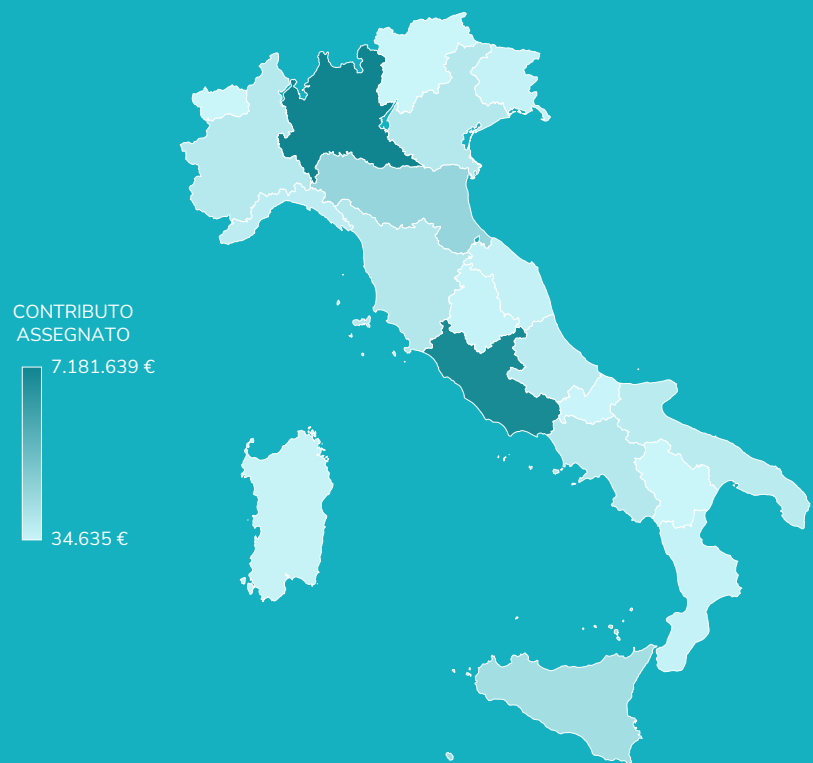 CONTRIBUTO
ASSEGNATO
7.181.639 €
34.635 €